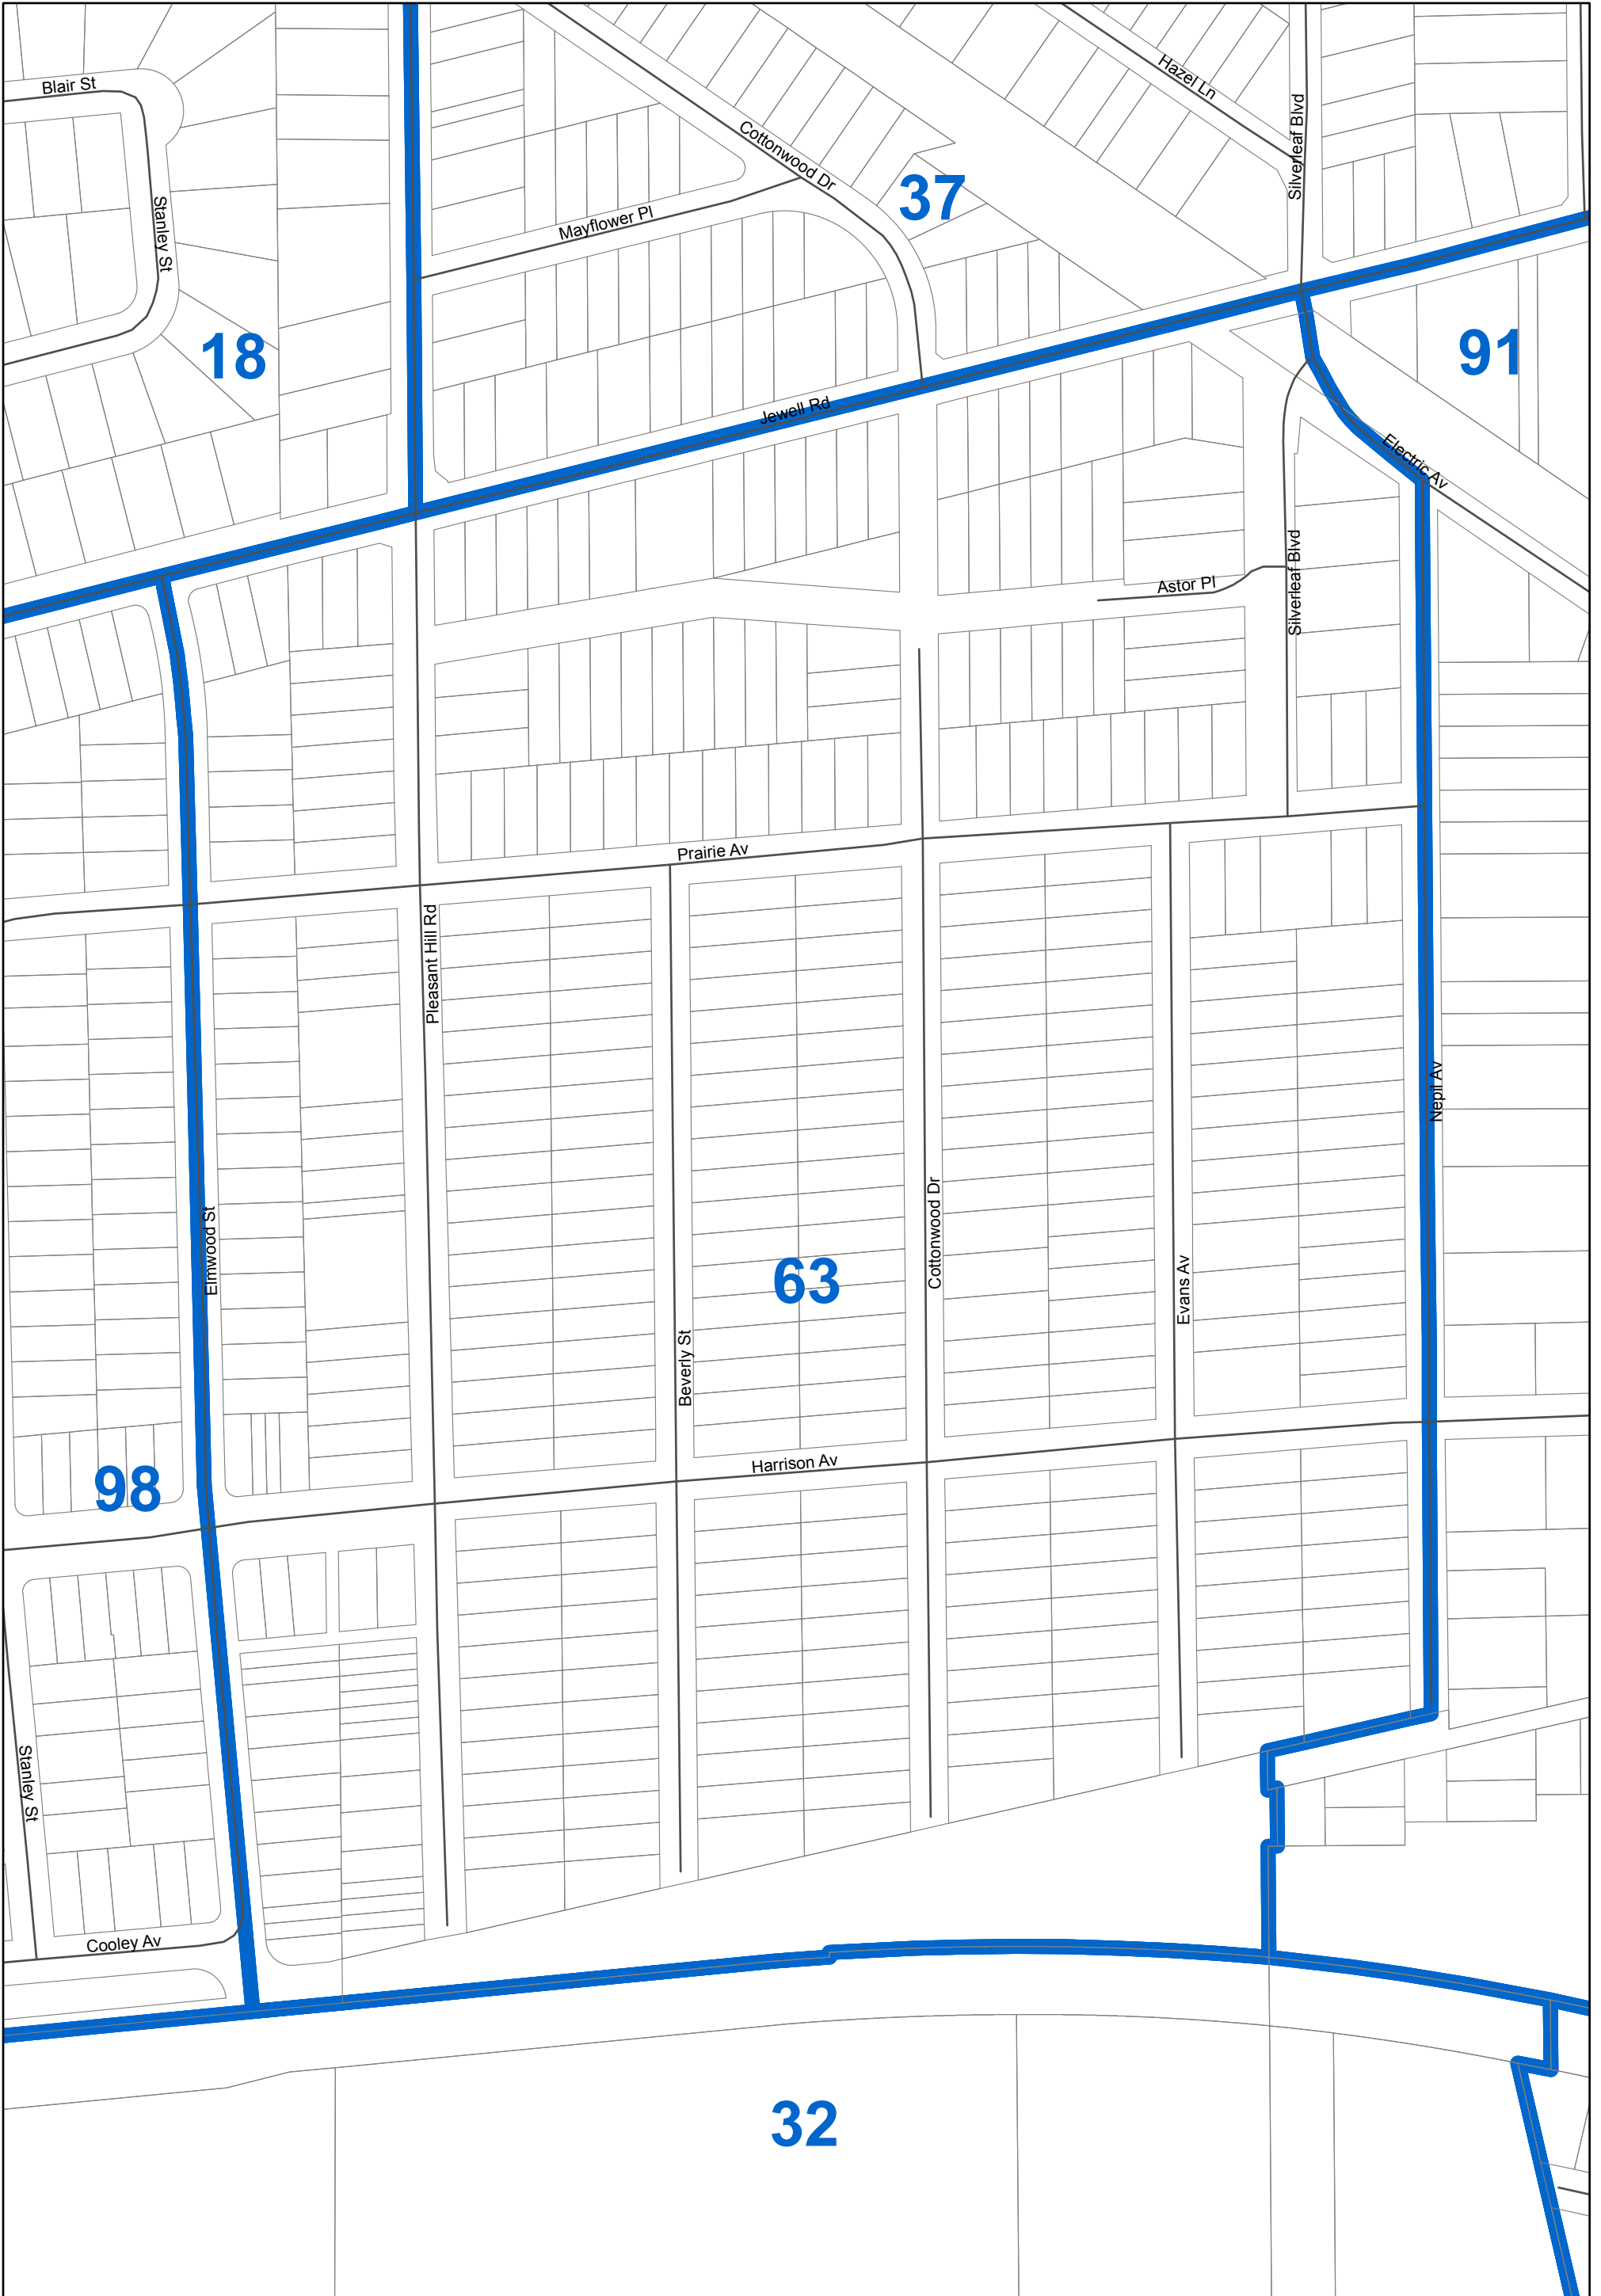 Blair St
Hazel Ln
Silverleaf Blvd
Cottonwood Dr
37
Stanley St
Mayflower Pl
18
91
Jewell Rd
Electric Av
Silverleaf Blvd
Astor Pl
Prairie Av
Pleasant Hill Rd
Nepil Av
Elmwood St
Cottonwood Dr
63
Evans Av
Beverly St
Harrison Av
98
Stanley St
Cooley Av
32